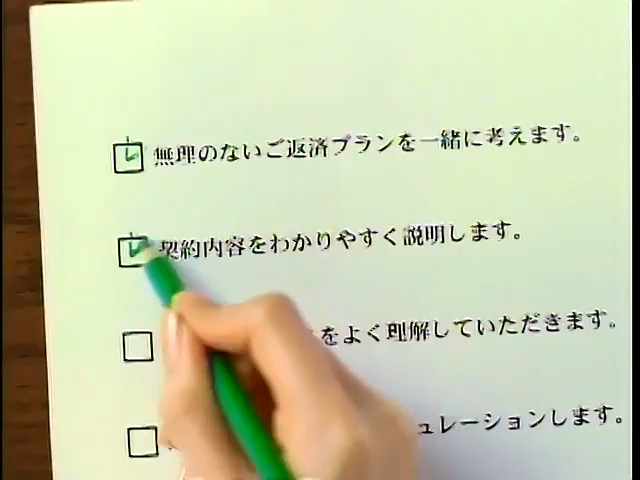 無理のないご返済プランを一緒に考えます。
契約内容をわかりやすく説明します。
をよく理解していただきます。
ュレーションします。